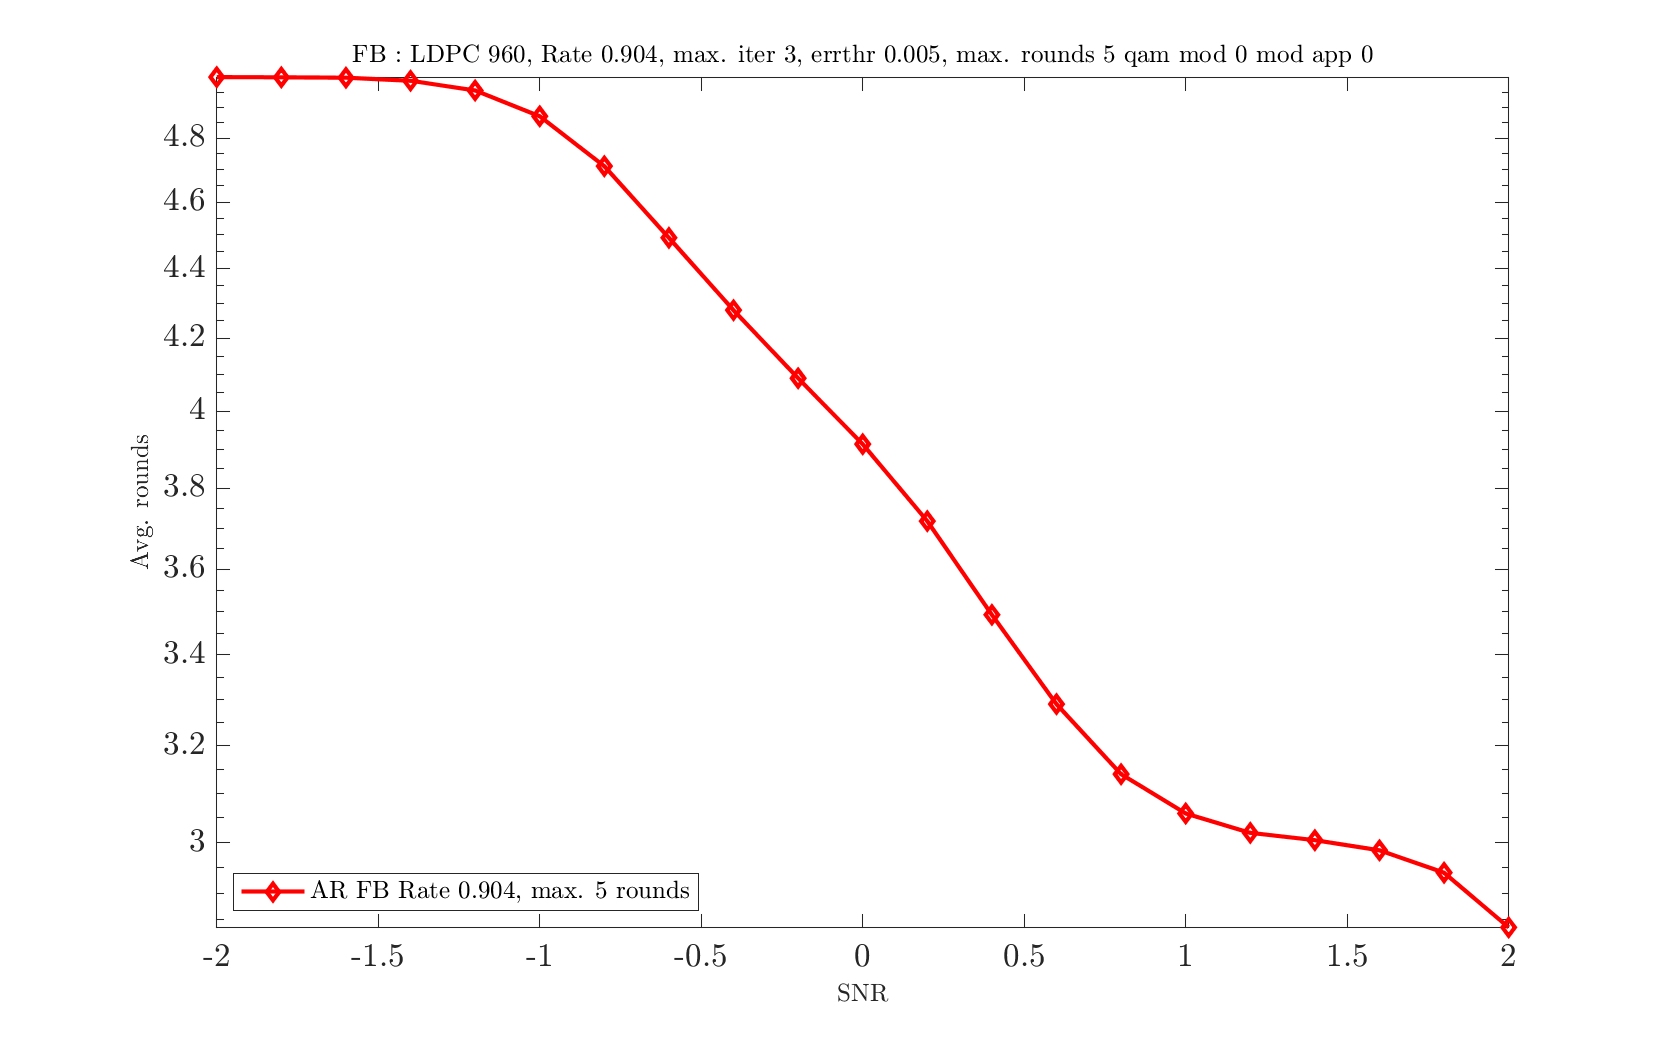 FB : LDPC 960, Rate 0.904, max. iter 3, errthr 0.005, max. rounds 5 qam mod 0 mod app 0
4.8
4.6
4.4
4.2
4
3.8
3.6
3.4
3.2
3
Avg. rounds
AR FB Rate 0.904, max. 5 rounds
-2 -1.5 -1 -0.5 0 0.5 1 1.5 2
SNR